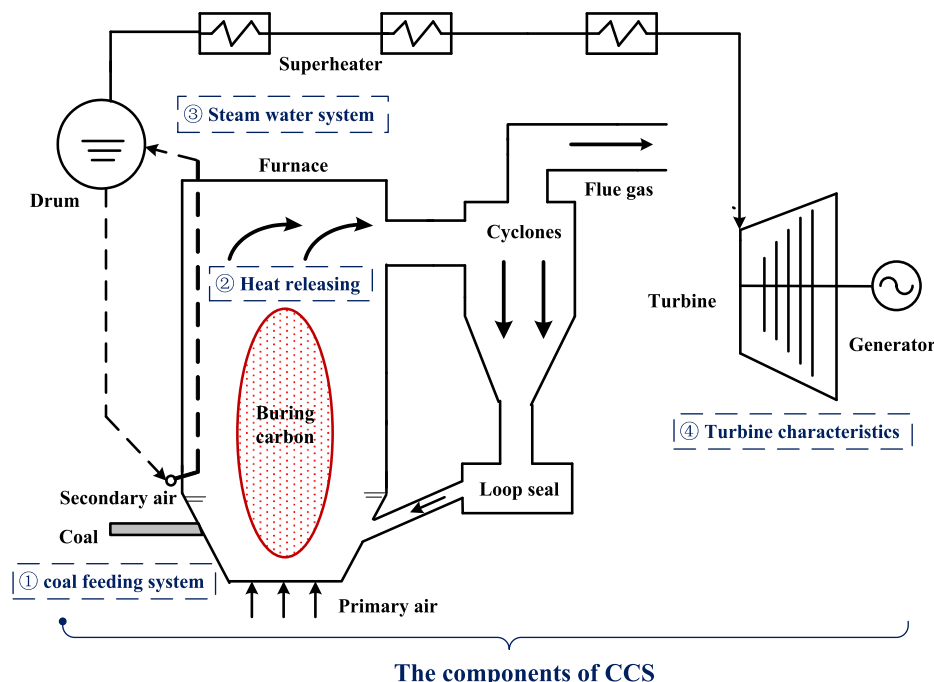 Superheater
③ Steam water system
Furnace
Drum
Flue gas
Cyclones
② Heat releasing
Turbine
Generator
Buring
carbon
④ Turbine characteristics
Secondary air
Loop seal
Coal
① coal feeding system
Primary air
The components of CCS